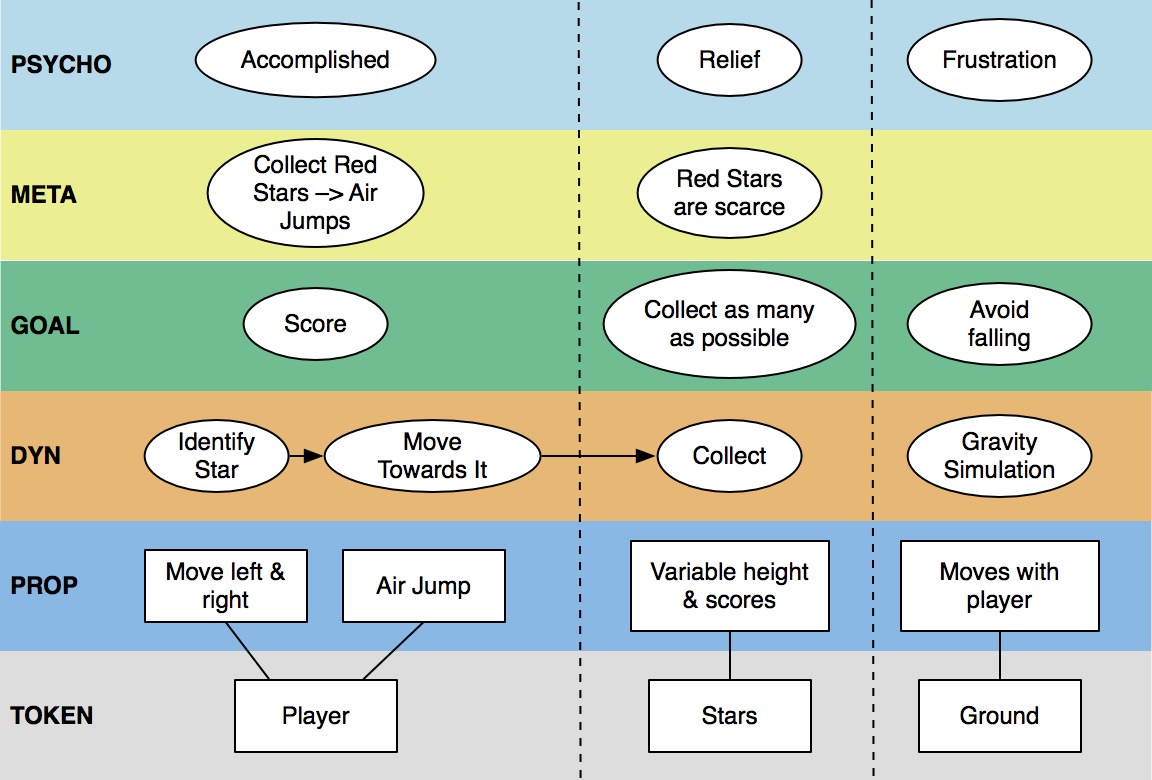 PSYCHO
Accomplished
Relief
Frustration
META
Collect Red
Stars –> Air
Jumps
Red Stars
are scarce
GOAL
Score
Collect as many
as possible
Avoid
falling
DYN
Identify
Star
Move
Towards It
Collect
Gravity
Simulation
PROP
Move left &
right
Air Jump
Variable height
& scores
Moves with
player
TOKEN
Player
Stars
Ground